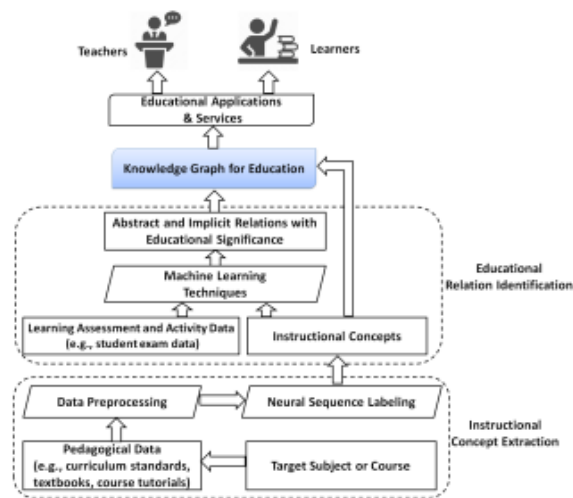 Teachers
Learners
Educational Applications
& Services
Knowledge Graph for Education
Abstract and Implicit Relations with
Educational Significance
Machine Learning
Techniques
Educational
Relation Identification
Learning Assessment and Activity Data
(e.g., student exam data)
Instructional Concepts
Data Preprocessing
Neural Sequence Labeling
Instructional
Concept Extraction
Pedagogical Data
(e.g., curriculum standards,
textbooks, course tutorials)
Target Subject or Course